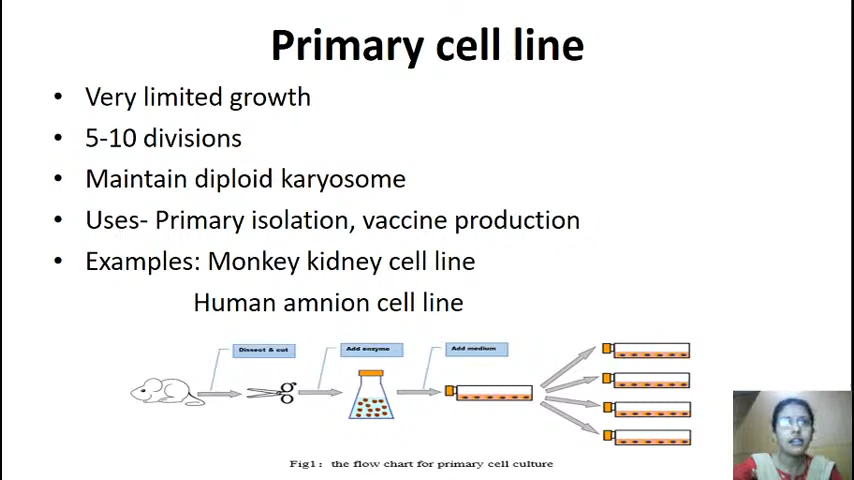 Primary cell line
• Very limited growth
• 5-10 divisions
• Maintain diploid karyosome
• Uses- Primary isolation, vaccine production
• Examples: Monkey kidney cell line
Human amnion cell line
Dissect & cut
Add enzyme
Add medium
Fig1: the flow chart for primary cell culture